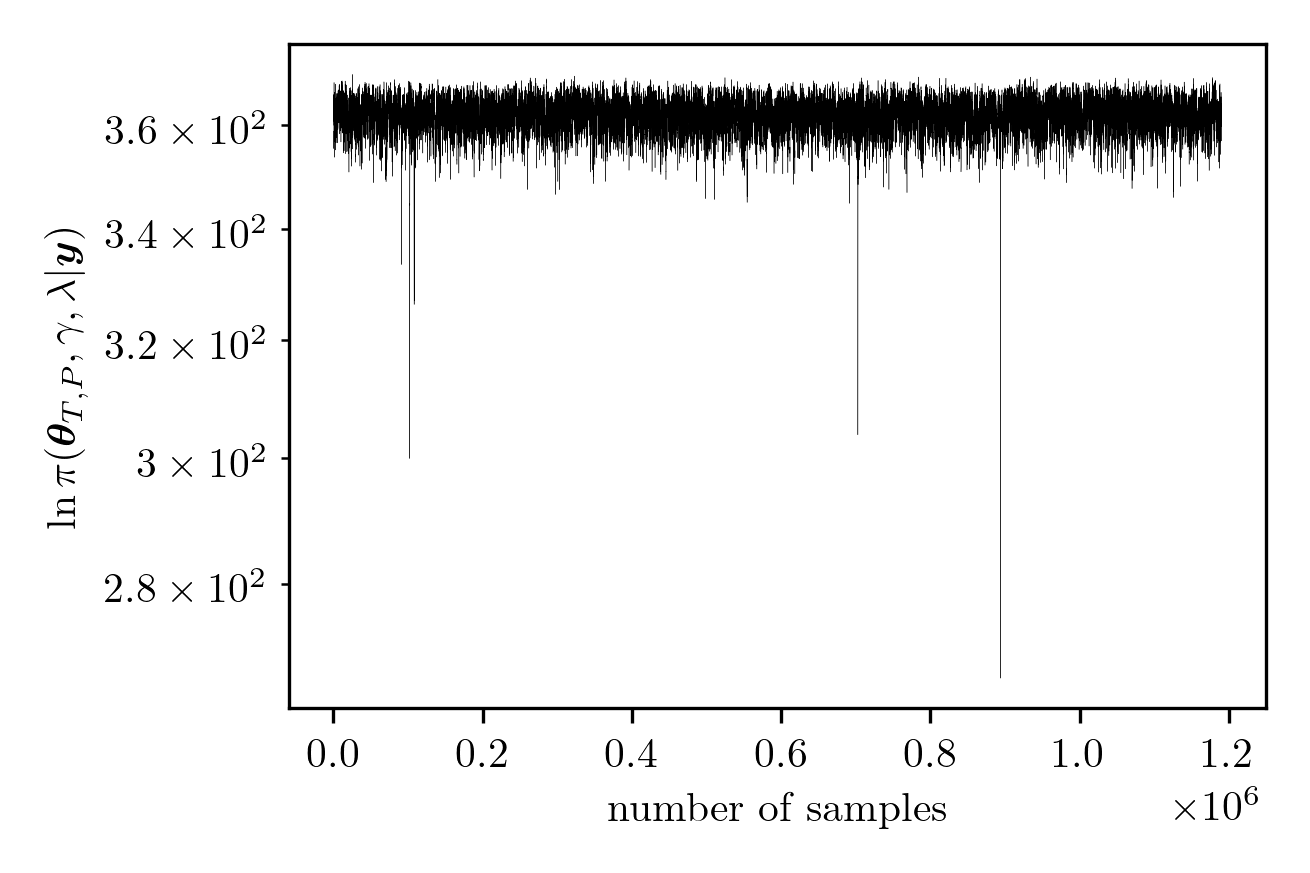 3.6 × 10²
3.4 × 10²
3.2 × 10²
3 × 10²
2.8 × 10²
ln π(θ_{T,P}, γ, λ|y)
0.0 0.2 0.4 0.6 0.8 1.0 1.2
number of samples
×10⁶